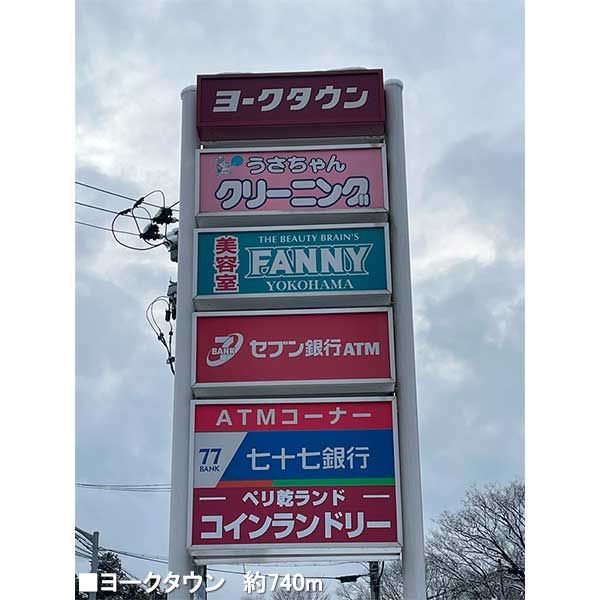 ヨークタウン
うさちゃん
クリーニング
美容室
THE BEAUTY BRAIN'S
FANNY
YOKOHAMA
7
BANK
セブン銀行ATM
ATMコーナー
77
BANK
七十七銀行
ペリ乾ランド
コインランドリー
■ヨークタウン 約740m